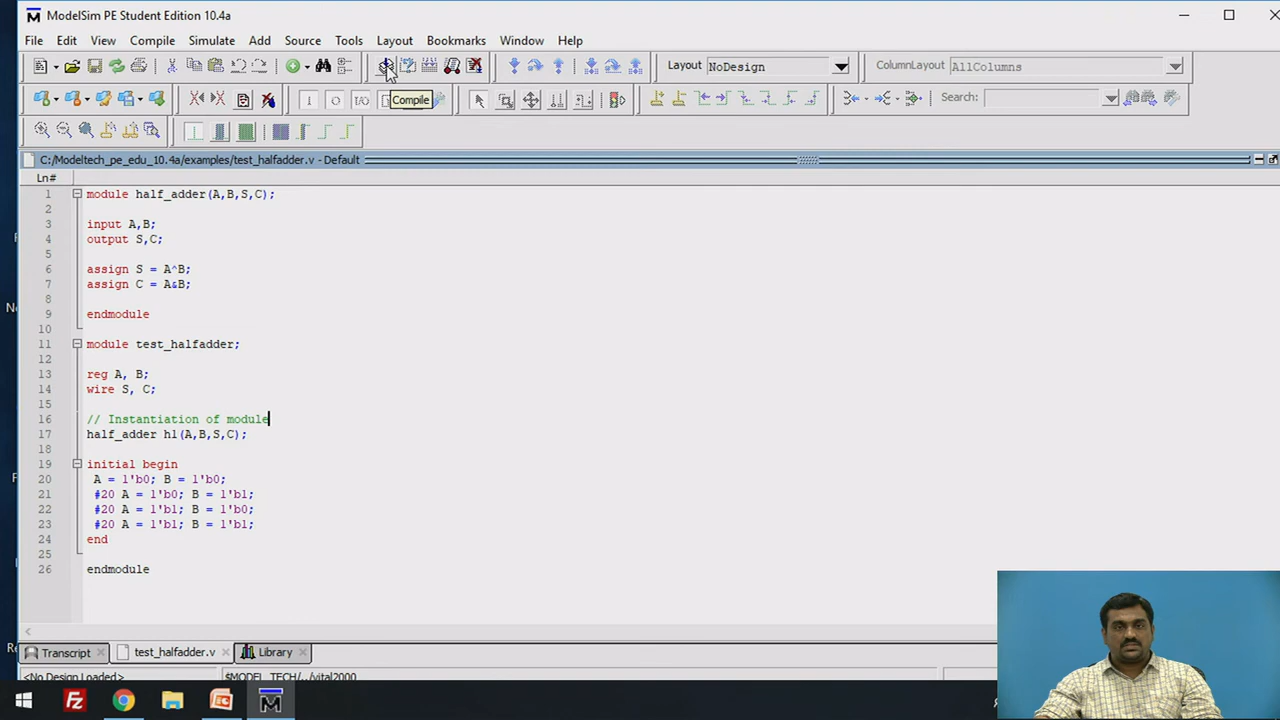 ModelSim PE Student Edition 10.4a
File Edit View Compile Simulate Add Source Tools Layout Bookmarks Window Help
Layout NoDesign
ColumnLayout AllColumns
Compile
Search:
C:/Modeltech_pe_edu_10.4a/examples/test_halfadder.v - Default
Ln#
1 module half_adder(A,B,S,C);
2
3 input A,B;
4 output S,C;
5
6 assign S = A^B;
7 assign C = A&B;
8
9 endmodule
10
11 module test_halfadder;
12
13 reg A, B;
14 wire S, C;
15
16 // Instantiation of module
17 half_adder h1(A,B,S,C);
18
19 initial begin
20 A = 1'b0; B = 1'b0;
21 #20 A = 1'b0; B = 1'b1;
22 #20 A = 1'b1; B = 1'b0;
23 #20 A = 1'b1; B = 1'b1;
24 end
25
26 endmodule
Transcript test_halfadder.v Library
<No Design Loaded> $MODEL_TECH/../vital2000